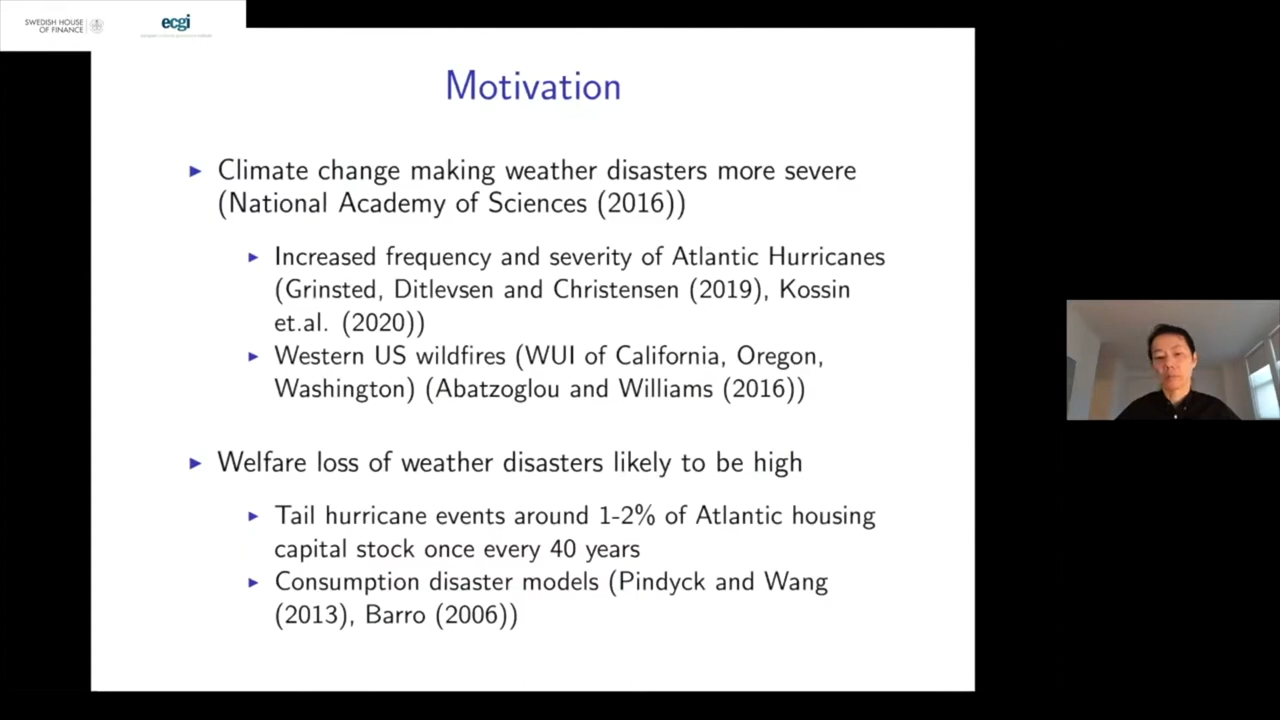 SWEDISH HOUSE
OF FINANCE
ecgi
Motivation
Climate change making weather disasters more severe
(National Academy of Sciences (2016))
Increased frequency and severity of Atlantic Hurricanes
(Grinsted, Ditlevsen and Christensen (2019), Kossin
et.al. (2020))
Western US wildfires (WUI of California, Oregon,
Washington) (Abatzoglou and Williams (2016))
Welfare loss of weather disasters likely to be high
Tail hurricane events around 1-2% of Atlantic housing
capital stock once every 40 years
Consumption disaster models (Pindyck and Wang
(2013), Barro (2006))